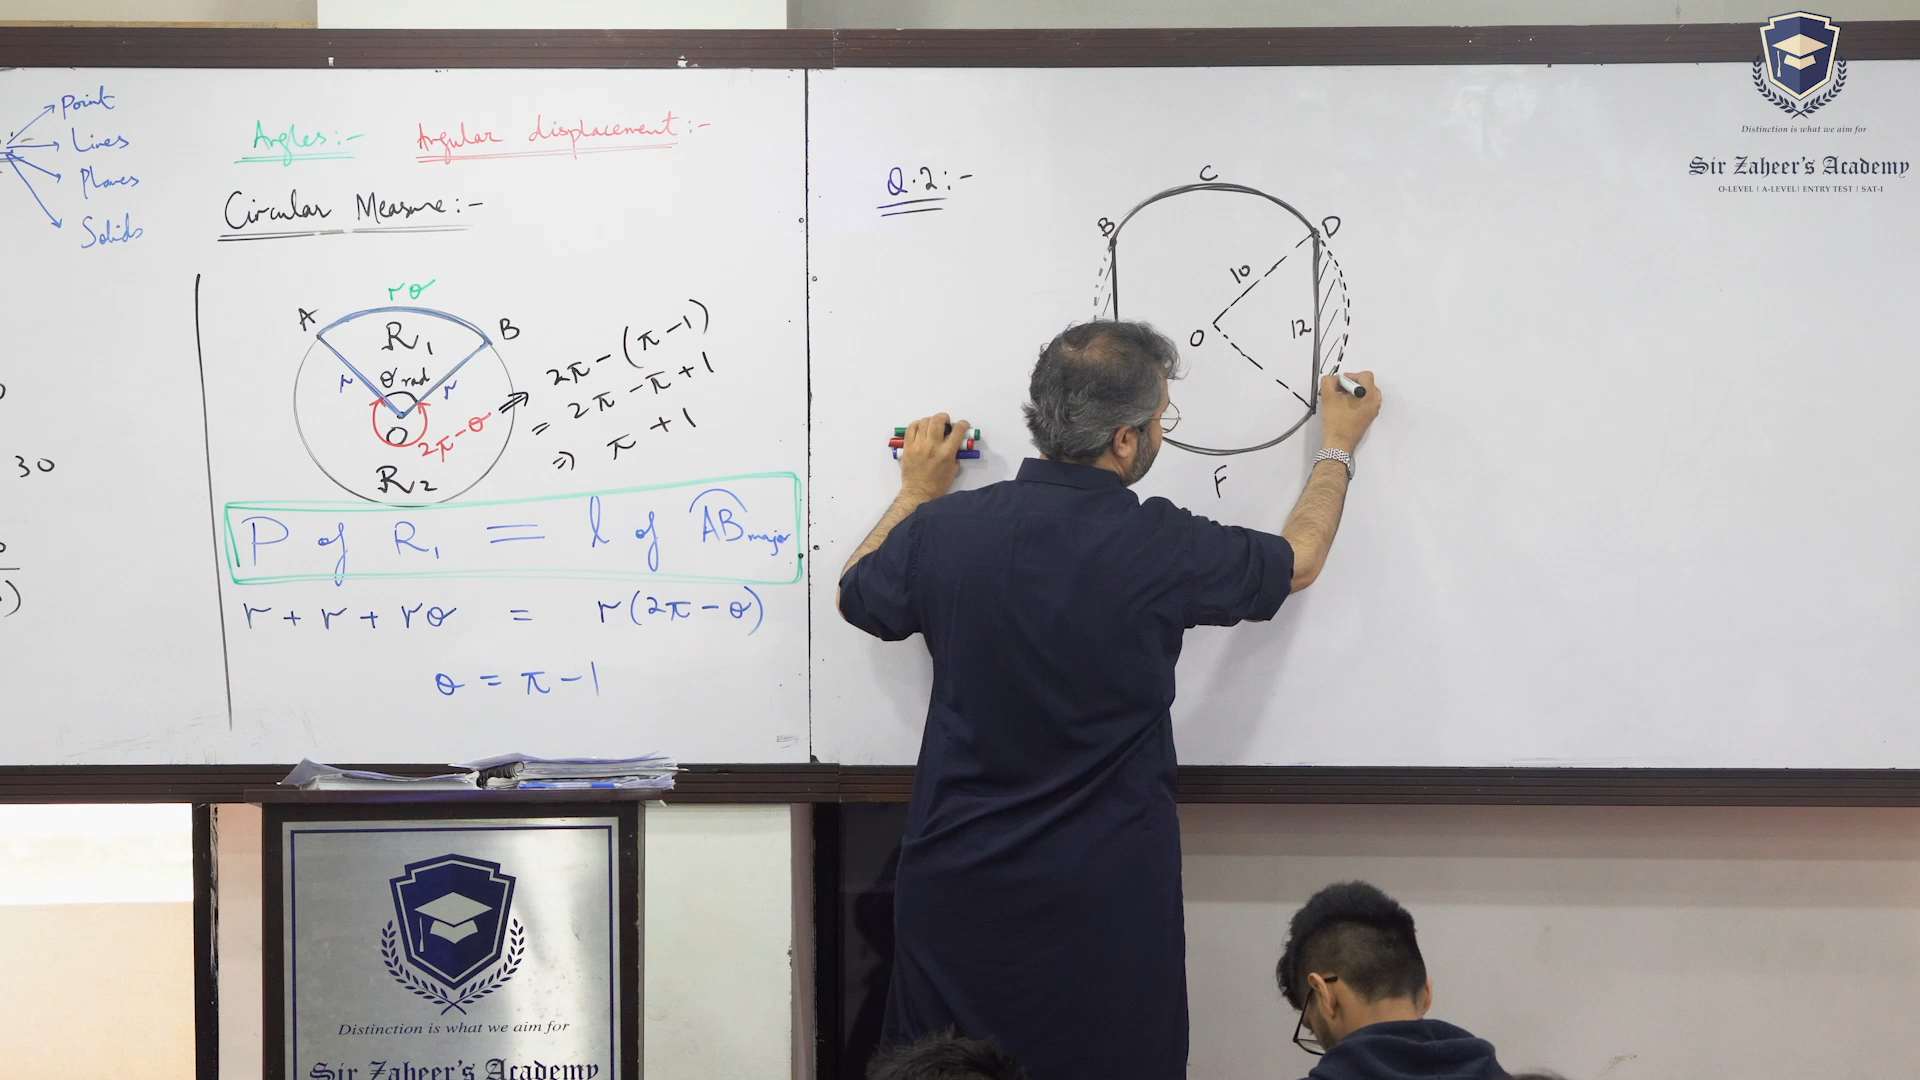 Point
Lines
Planes
Solids
Angles:-
Angular displacement:-
Circular Measure:-
rθ
A
B
R1
θ rad
r
r
O
2π-θ
R2
⇒ 2π - (π-1)
= 2π - π + 1
⇒ π + 1
P of R1 = l of AB major
r + r + rθ = r(2π-θ)
θ = π - 1
30
)
Q.2:-
C
B
D
10
O
12
F
Distinction is what we aim for
Sir Zaheer's Academy
O-LEVEL | A-LEVEL | ENTRY TEST | SAT-I
Distinction is what we aim for
Sir Zaheer's Academy